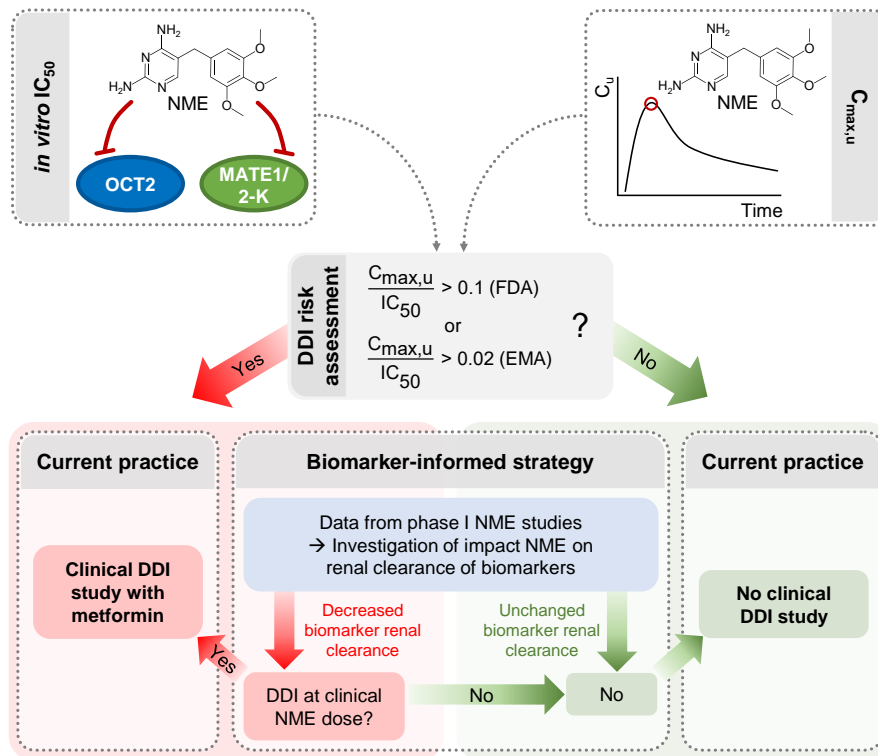 in vitro IC50
NH2
N
H2N
N
O
O
O
NME
OCT2
MATE1/
2-K
NH2
N
H2N
N
O
O
O
NME
Cu
Time
Cmax,u
DDI risk
assessment
Cmax,u
IC50
> 0.1 (FDA)
or
Cmax,u
IC50
> 0.02 (EMA)
?
Yes
No
Current practice
Biomarker-informed strategy
Current practice
Data from phase I NME studies
→ Investigation of impact NME on
renal clearance of biomarkers
Clinical DDI
study with
metformin
Decreased
biomarker renal
clearance
Unchanged
biomarker renal
clearance
No clinical
DDI study
Yes
DDI at clinical
NME dose?
No
No